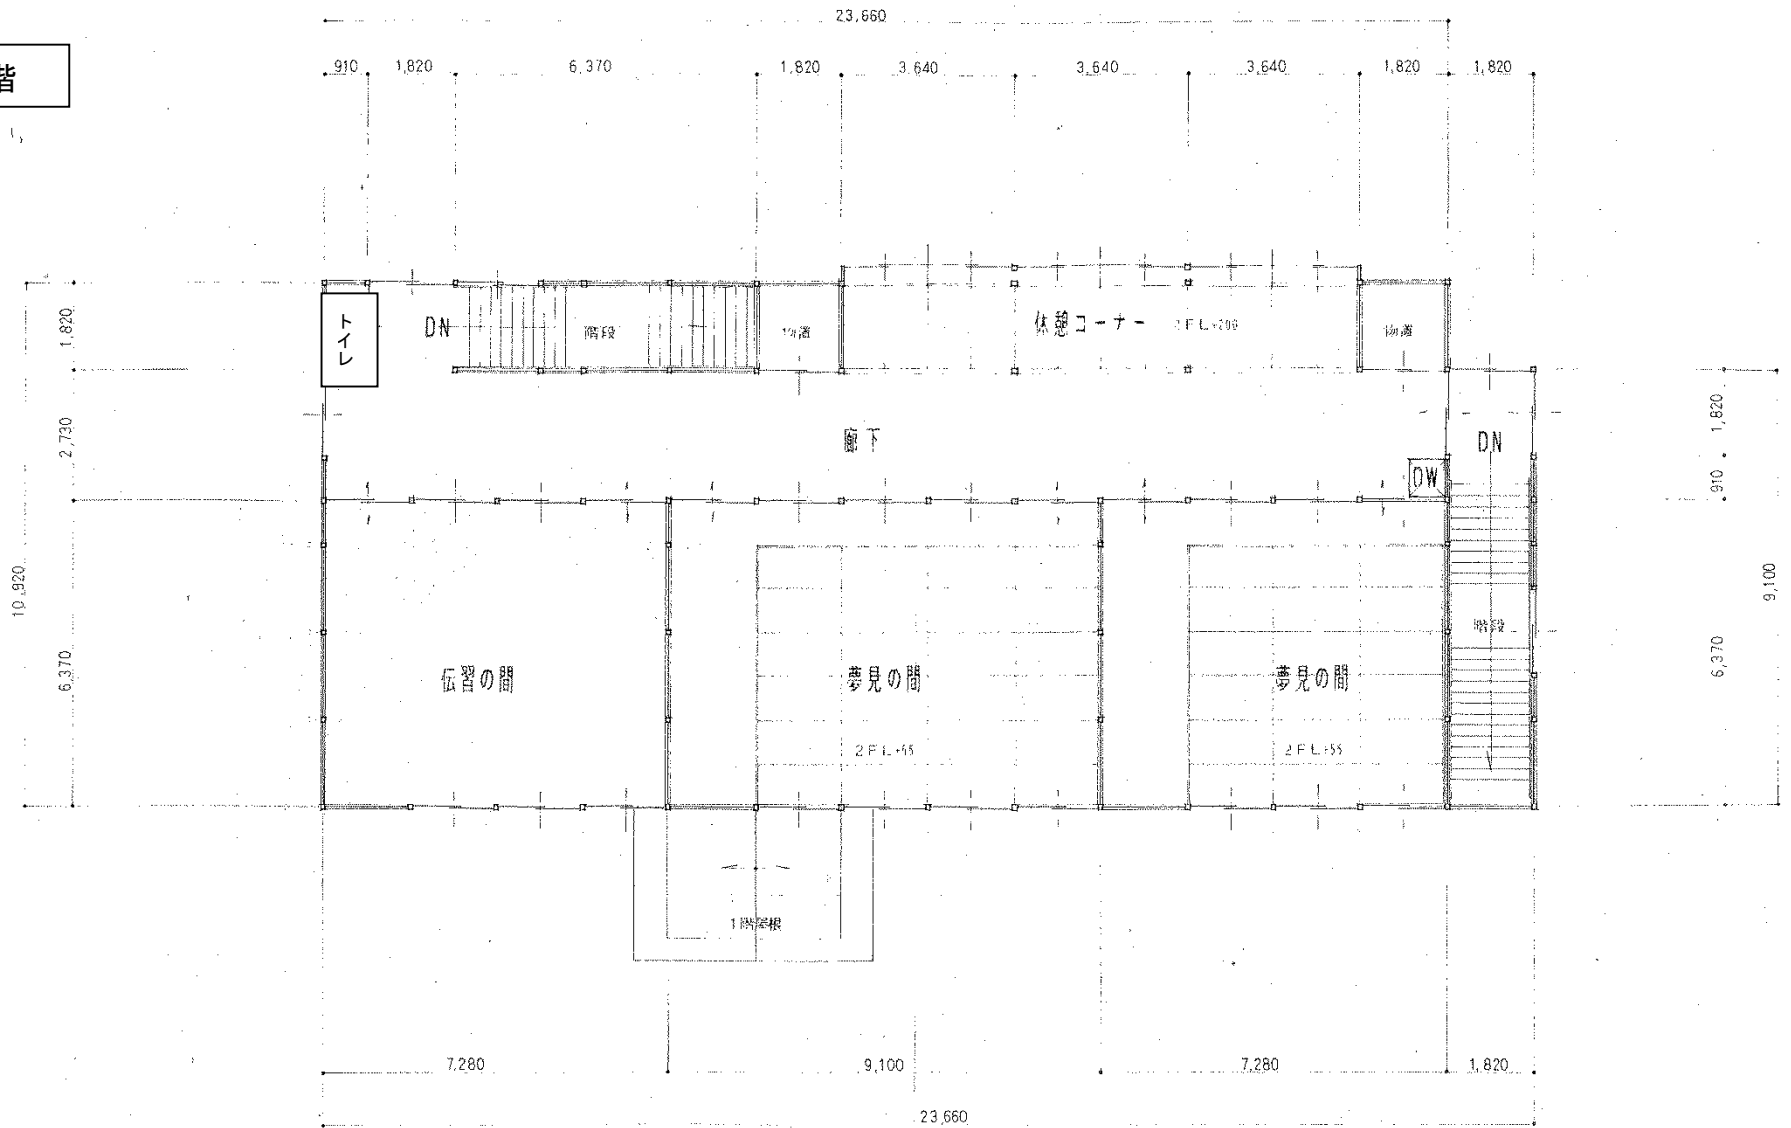 23,660
910 1,820 6,370 1,820 3,640 3,640 3,640 1,820 1,820
階
トイレ
DN 階段 物置 休憩コーナー 2FL+200 物置
1,820
2,730
10,920
6,370
廊下
DW
DN
階段
1,820
910
9,100
6,370
伝習の間 夢見の間 夢見の間
2FL+55 2FL+55
1階屋根
7,280 9,100 7,280 1,820
23,660